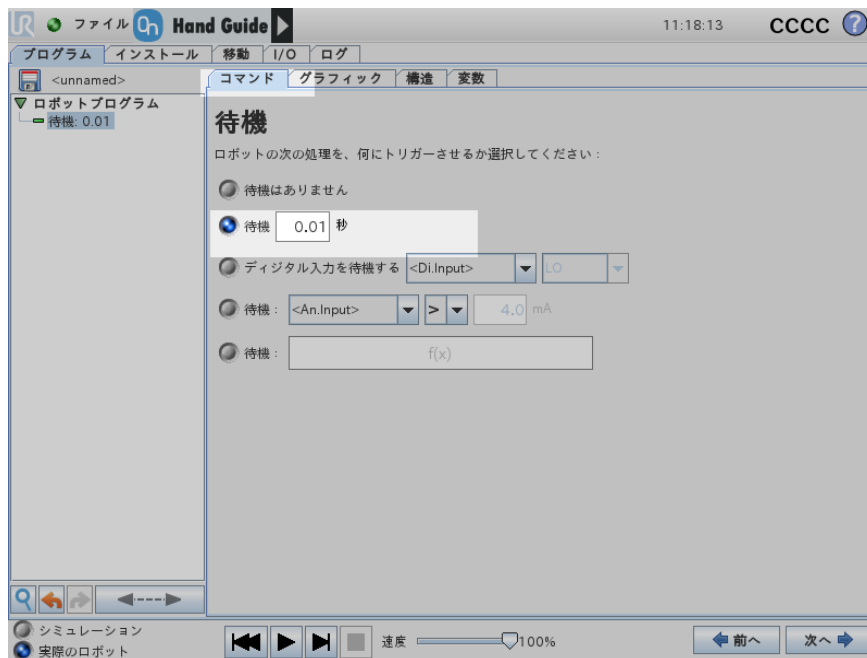 UR ファイル On Hand Guide 11:18:13 CCCC ?
プログラム インストール 移動 I/O ログ
<unnamed>
コマンド グラフィック 構造 変数
ロボットプログラム
待機: 0.01
待機
ロボットの次の処理を、何にトリガーさせるか選択してください:
待機はありません
待機 0.01 秒
ディジタル入力を待機する <Di.Input> LO
待機: <An.Input> > 4.0 mA
待機: f(x)
シミュレーション
実際のロボット
速度 100%
前へ 次へ